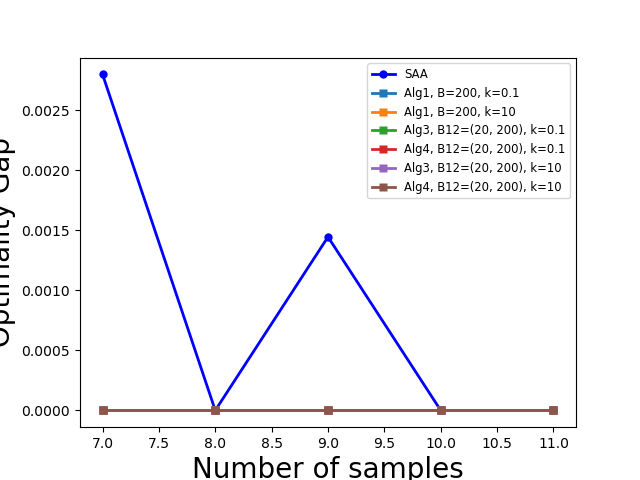 SAA
Alg1, B=200, k=0.1
Alg1, B=200, k=10
Alg3, B12=(20, 200), k=0.1
Alg4, B12=(20, 200), k=0.1
Alg3, B12=(20, 200), k=10
Alg4, B12=(20, 200), k=10
Optimality Gap
0.0025
0.0020
0.0015
0.0010
0.0005
0.0000
7.0 7.5 8.0 8.5 9.0 9.5 10.0 10.5 11.0
Number of samples